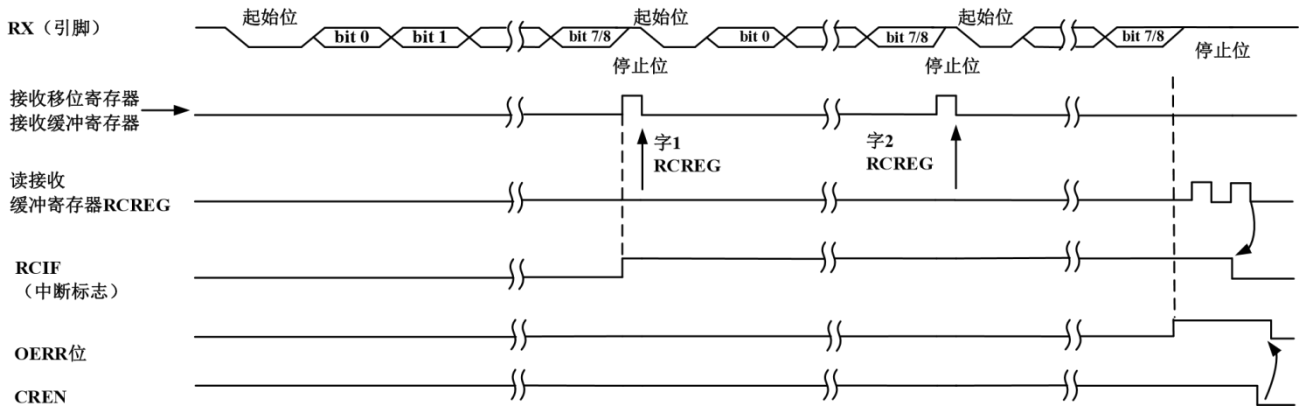 起始位 起始位 起始位
RX（引脚） bit 0 bit 1 bit 7/8 bit 0 bit 7/8 bit 7/8
停止位 停止位 停止位
接收移位寄存器
接收缓冲寄存器
字1 字2
RCREG RCREG
读接收
缓冲寄存器RCREG
RCIF
（中断标志）
OERR位
CREN